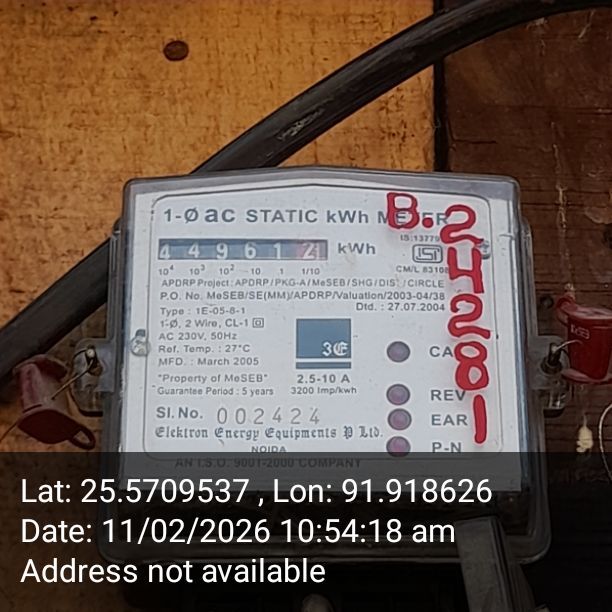 1-Ø ac STATIC kWh METER
B.24281
IS:13779
4 4 9 6 1 2 kWh
10⁴ 10³ 10² 10 1 1/10
CM/L 83108
APDRP Project : APDRP / PKG-A / MeSEB / SHG / DIST / CIRCLE
P.O. No. MeSEB/SE(MM)/APDRP/Valuation/2003-04/38
Dtd. : 27.07.2004
Type : 1E-05-8-1
1-Ø, 2 Wire, CL-1
AC 230V, 50Hz
Ref. Temp. : 27°C
MFD. : March 2005
3E
CA
"Property of MeSEB"
Guarantee Period : 5 years
2.5-10 A
3200 Imp/kwh
REV
EAR
P-N
Sl.No. 002424
Elektron Energy Equipments P Ltd.
NOIDA
AN I.S.O. 9001-2000 COMPANY
Lat: 25.5709537 , Lon: 91.918626
Date: 11/02/2026 10:54:18 am
Address not available